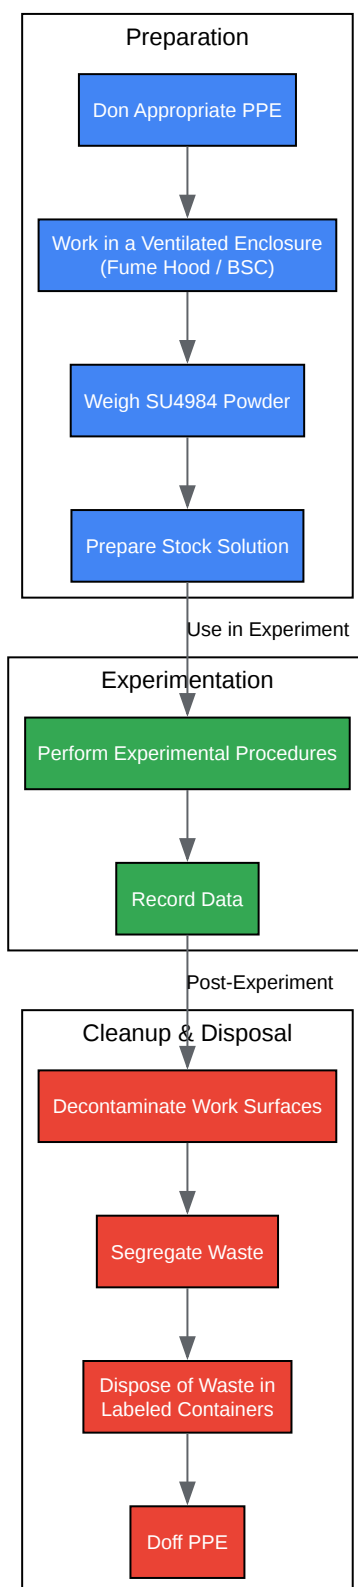 Preparation
Don Appropriate PPE
Work in a Ventilated Enclosure
(Fume Hood / BSC)
Weigh SU4984 Powder
Prepare Stock Solution
Use in Experiment
Experimentation
Perform Experimental Procedures
Record Data
Post-Experiment
Cleanup & Disposal
Decontaminate Work Surfaces
Segregate Waste
Dispose of Waste in
Labeled Containers
Doff PPE